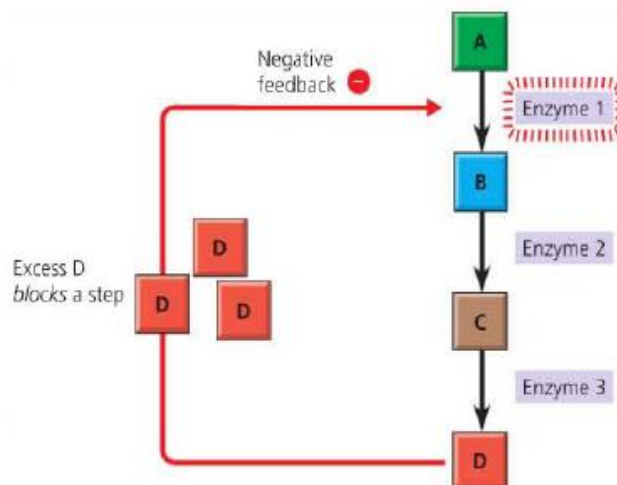 A
Negative
feedback −
Enzyme 1
B
D
Enzyme 2
Excess D
blocks a step
D
D
C
Enzyme 3
D